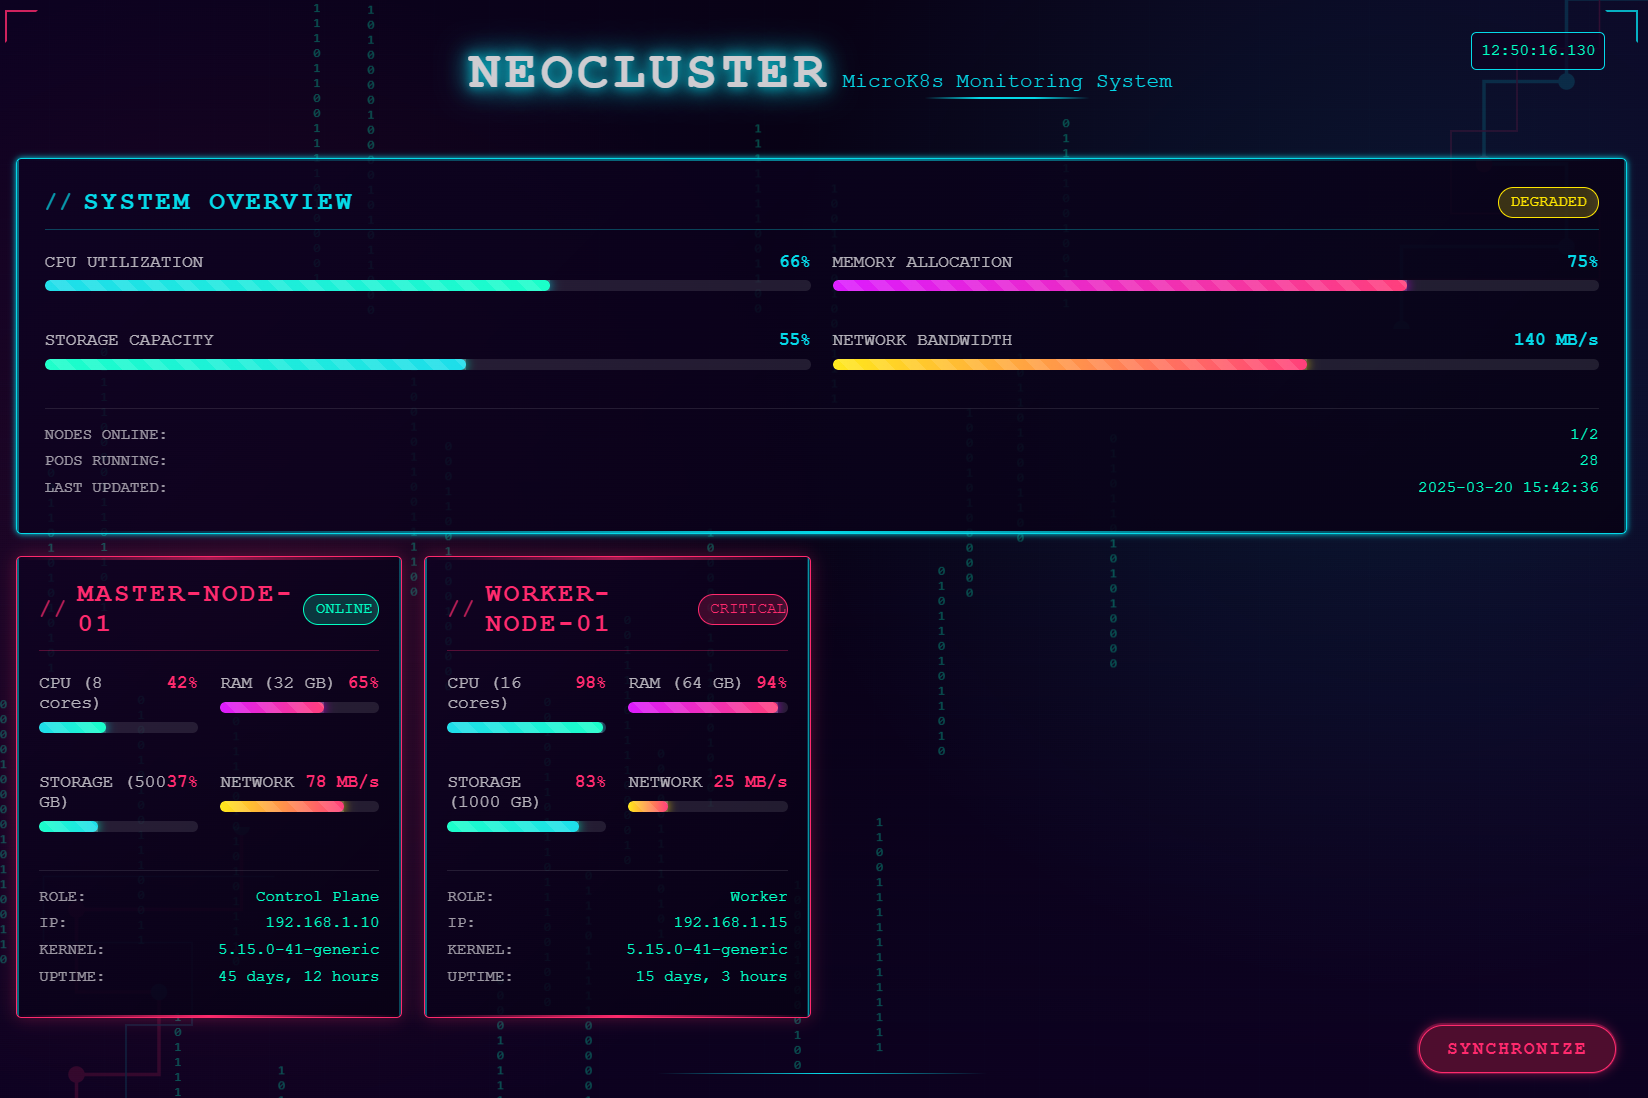 NEOCLUSTER MicroK8s Monitoring System
12:50:16.130
// SYSTEM OVERVIEW
DEGRADED
CPU UTILIZATION 66%
MEMORY ALLOCATION 75%
STORAGE CAPACITY 55%
NETWORK BANDWIDTH 140 MB/s
NODES ONLINE: 1/2
PODS RUNNING: 28
LAST UPDATED: 2025-03-20 15:42:36
// MASTER-NODE-
01
ONLINE
CPU (8 42%
cores)
RAM (32 GB) 65%
STORAGE (500 37%
GB)
NETWORK 78 MB/s
ROLE: Control Plane
IP: 192.168.1.10
KERNEL: 5.15.0-41-generic
UPTIME: 45 days, 12 hours
// WORKER-
NODE-01
CRITICAL
CPU (16 98%
cores)
RAM (64 GB) 94%
STORAGE 83%
(1000 GB)
NETWORK 25 MB/s
ROLE: Worker
IP: 192.168.1.15
KERNEL: 5.15.0-41-generic
UPTIME: 15 days, 3 hours
SYNCHRONIZE